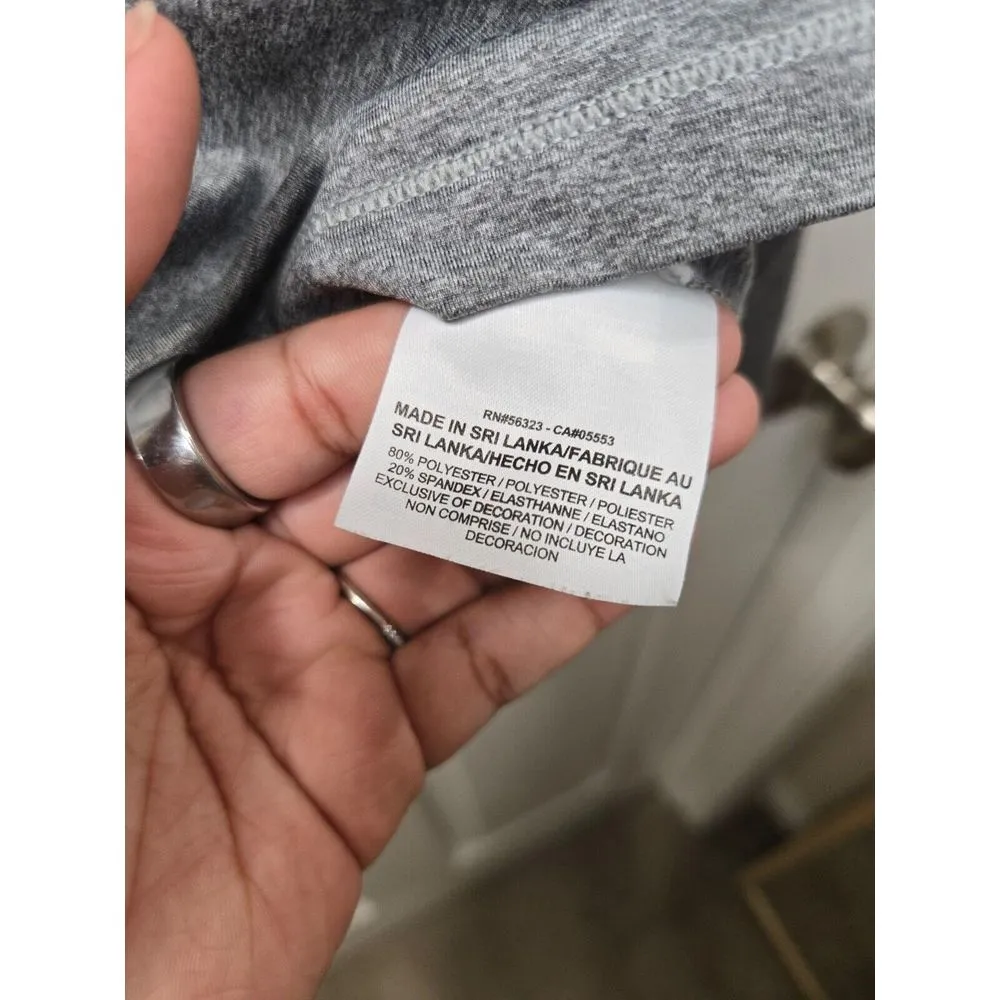 RN#56323 - CA#05553
MADE IN SRI LANKA/FABRIQUE AU
SRI LANKA/HECHO EN SRI LANKA
80% POLYESTER / POLYESTER / POLIESTER
20% SPANDEX / ELASTHANNE / ELASTANO
EXCLUSIVE OF DECORATION / DECORATION
NON COMPRISE / NO INCLUYE LA
DECORACION